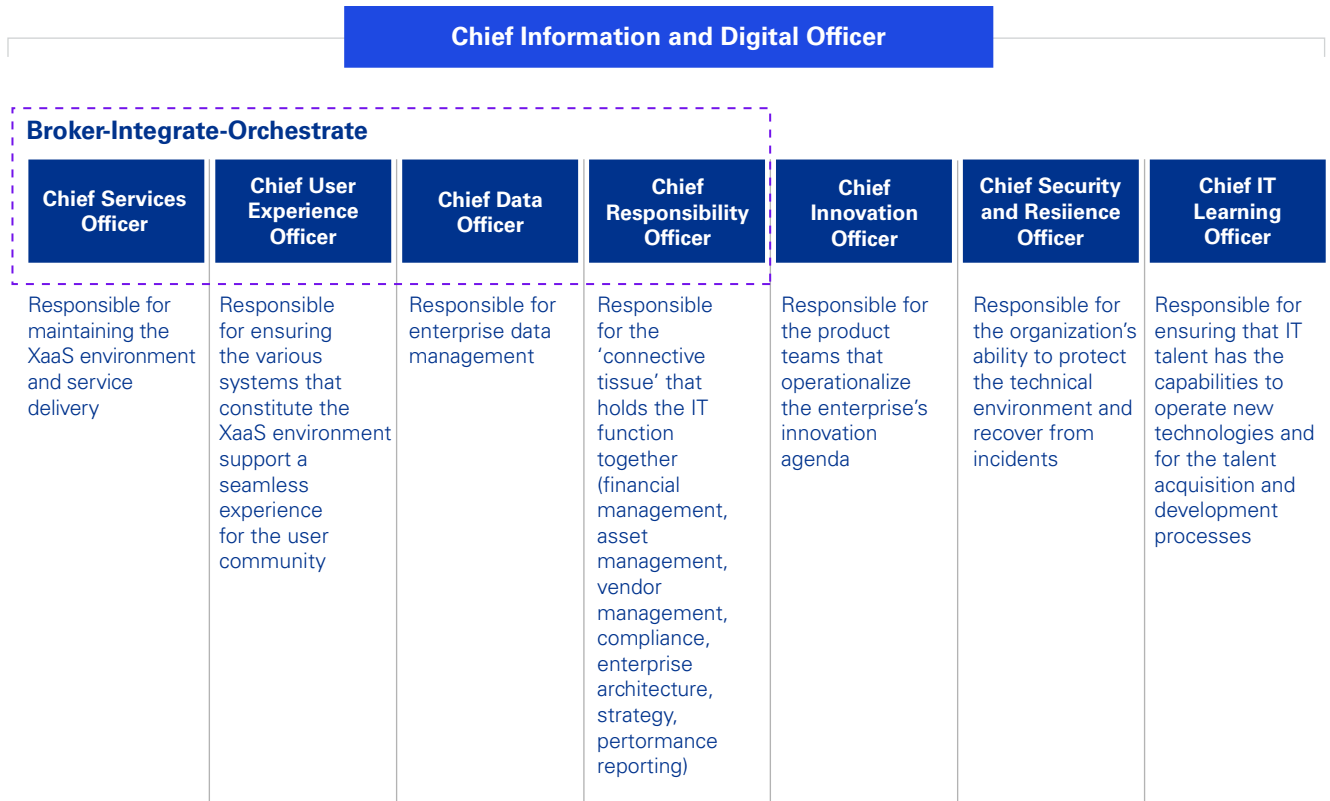 Chief Information and Digital Officer
Broker-Integrate-Orchestrate
Chief Services
Officer
Responsible for
maintaining the
XaaS environment
and service
delivery
Chief User
Experience
Officer
Responsible
for ensuring
the various
systems that
constitute the
XaaS environment
support a
seamless
experience
for the user
community
Chief Data
Officer
Responsible for
enterprise data
management
Chief
Responsibility
Officer
Responsible
for the
‘connective
tissue’ that
holds the IT
function
together
(financial
management,
asset
management,
vendor
management,
compliance,
enterprise
architecture,
strategy,
pertormance
reporting)
Chief
Innovation
Officer
Responsible for
the product
teams that
operationalize
the enterprise’s
innovation
agenda
Chief Security
and Resiience
Officer
Responsible for
the organization’s
ability to protect
the technical
environment and
recover from
incidents
Chief IT
Learning
Officer
Responsible for
ensuring that IT
talent has the
capabilities to
operate new
technologies and
for the talent
acquisition and
development
processes